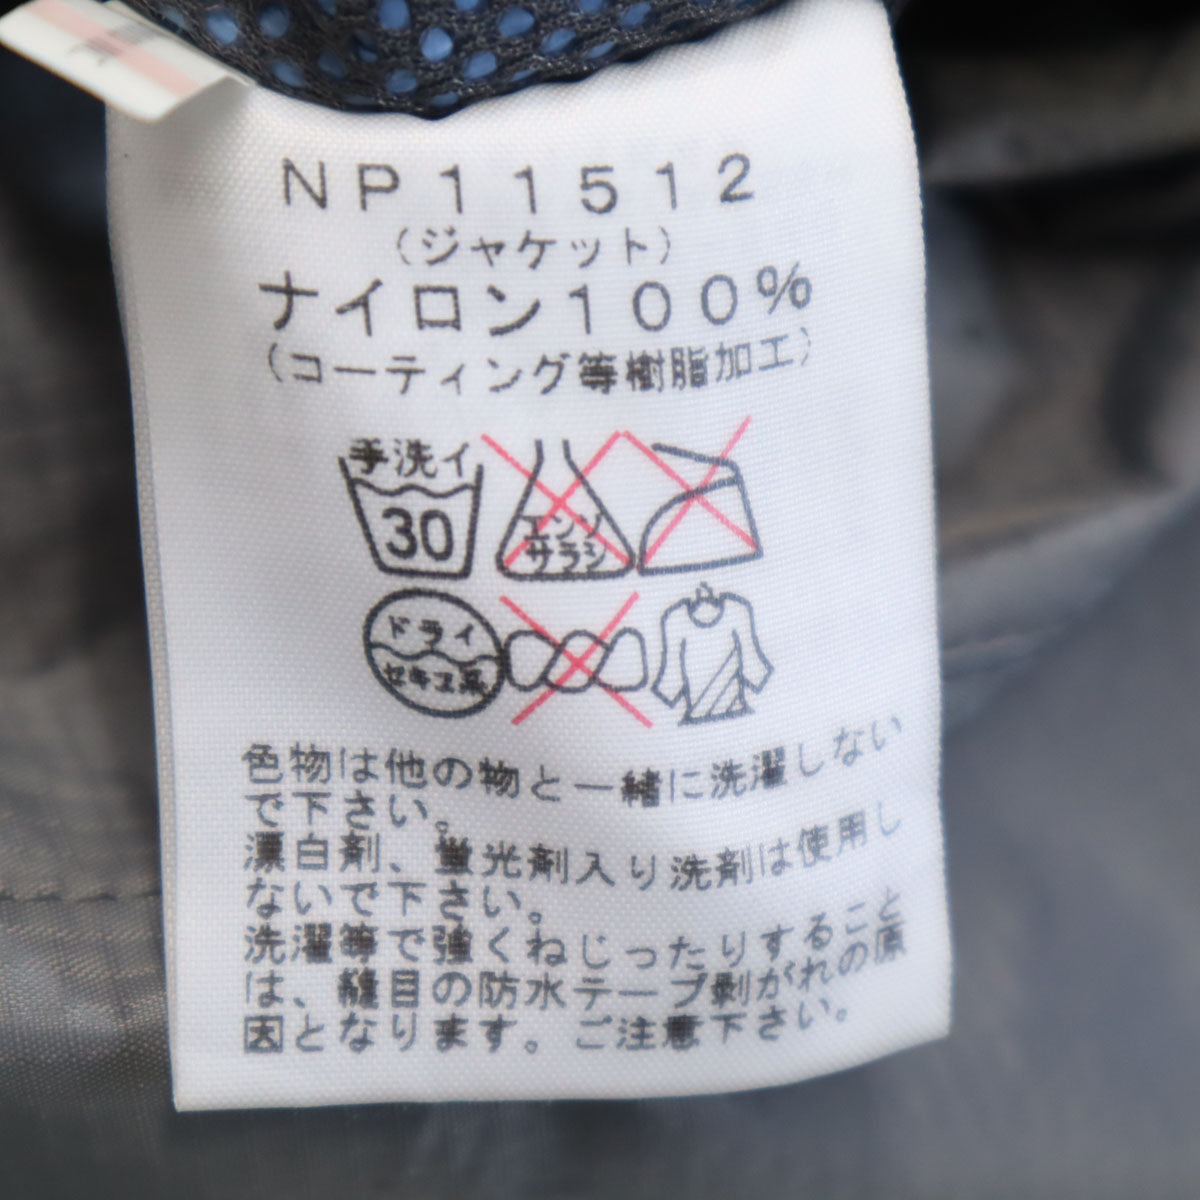 NP11512
(ジャケット)
ナイロン100%
(コーティング等樹脂加工)
手洗イ
30
エンソ
サラシ
ドライ
セキユ系
色物は他の物と一緒に洗濯しない
で下さい。
漂白剤、蛍光剤入り洗剤は使用し
ないで下さい。
洗濯等で強くねじったりすること
は、縫目の防水テープ剥がれの原
因となります。ご注意下さい。